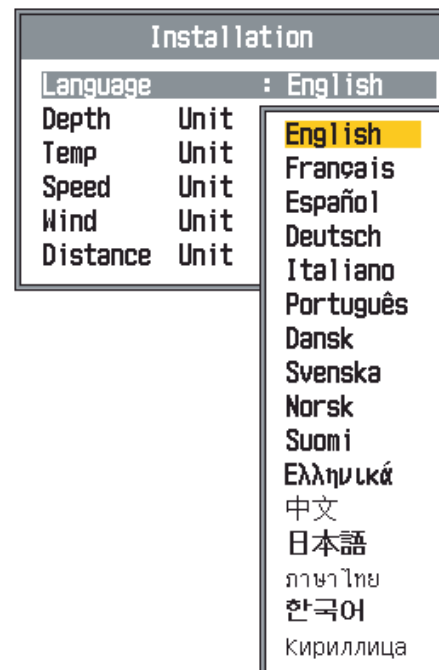 Installation
Language : English
Depth Unit
Temp Unit
Speed Unit
Wind Unit
Distance Unit
English
Français
Español
Deutsch
Italiano
Português
Dansk
Svenska
Norsk
Suomi
Ελληνικά
中文
日本語
ภาษาไทย
한국어
Кириллица